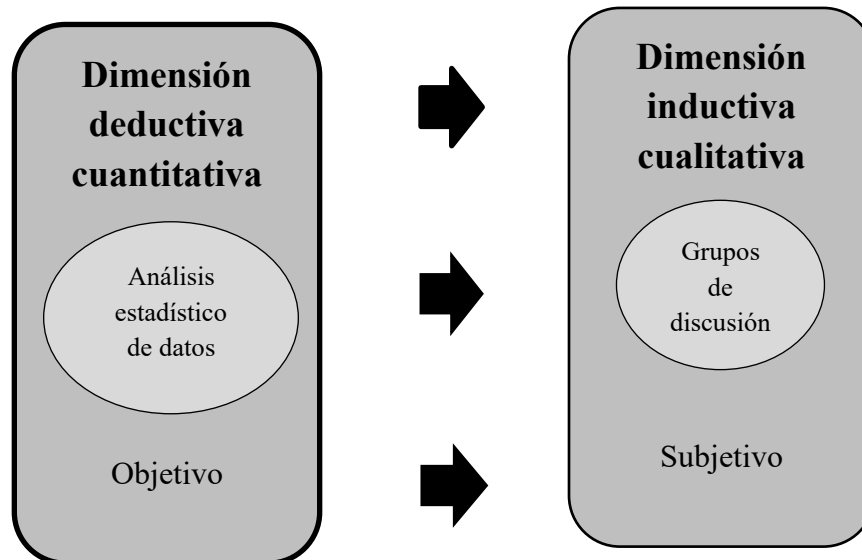 Dimensión
deductiva
cuantitativa
Análisis
estadístico
de datos
Objetivo
Dimensión
inductiva
cualitativa
Grupos
de
discusión
Subjetivo